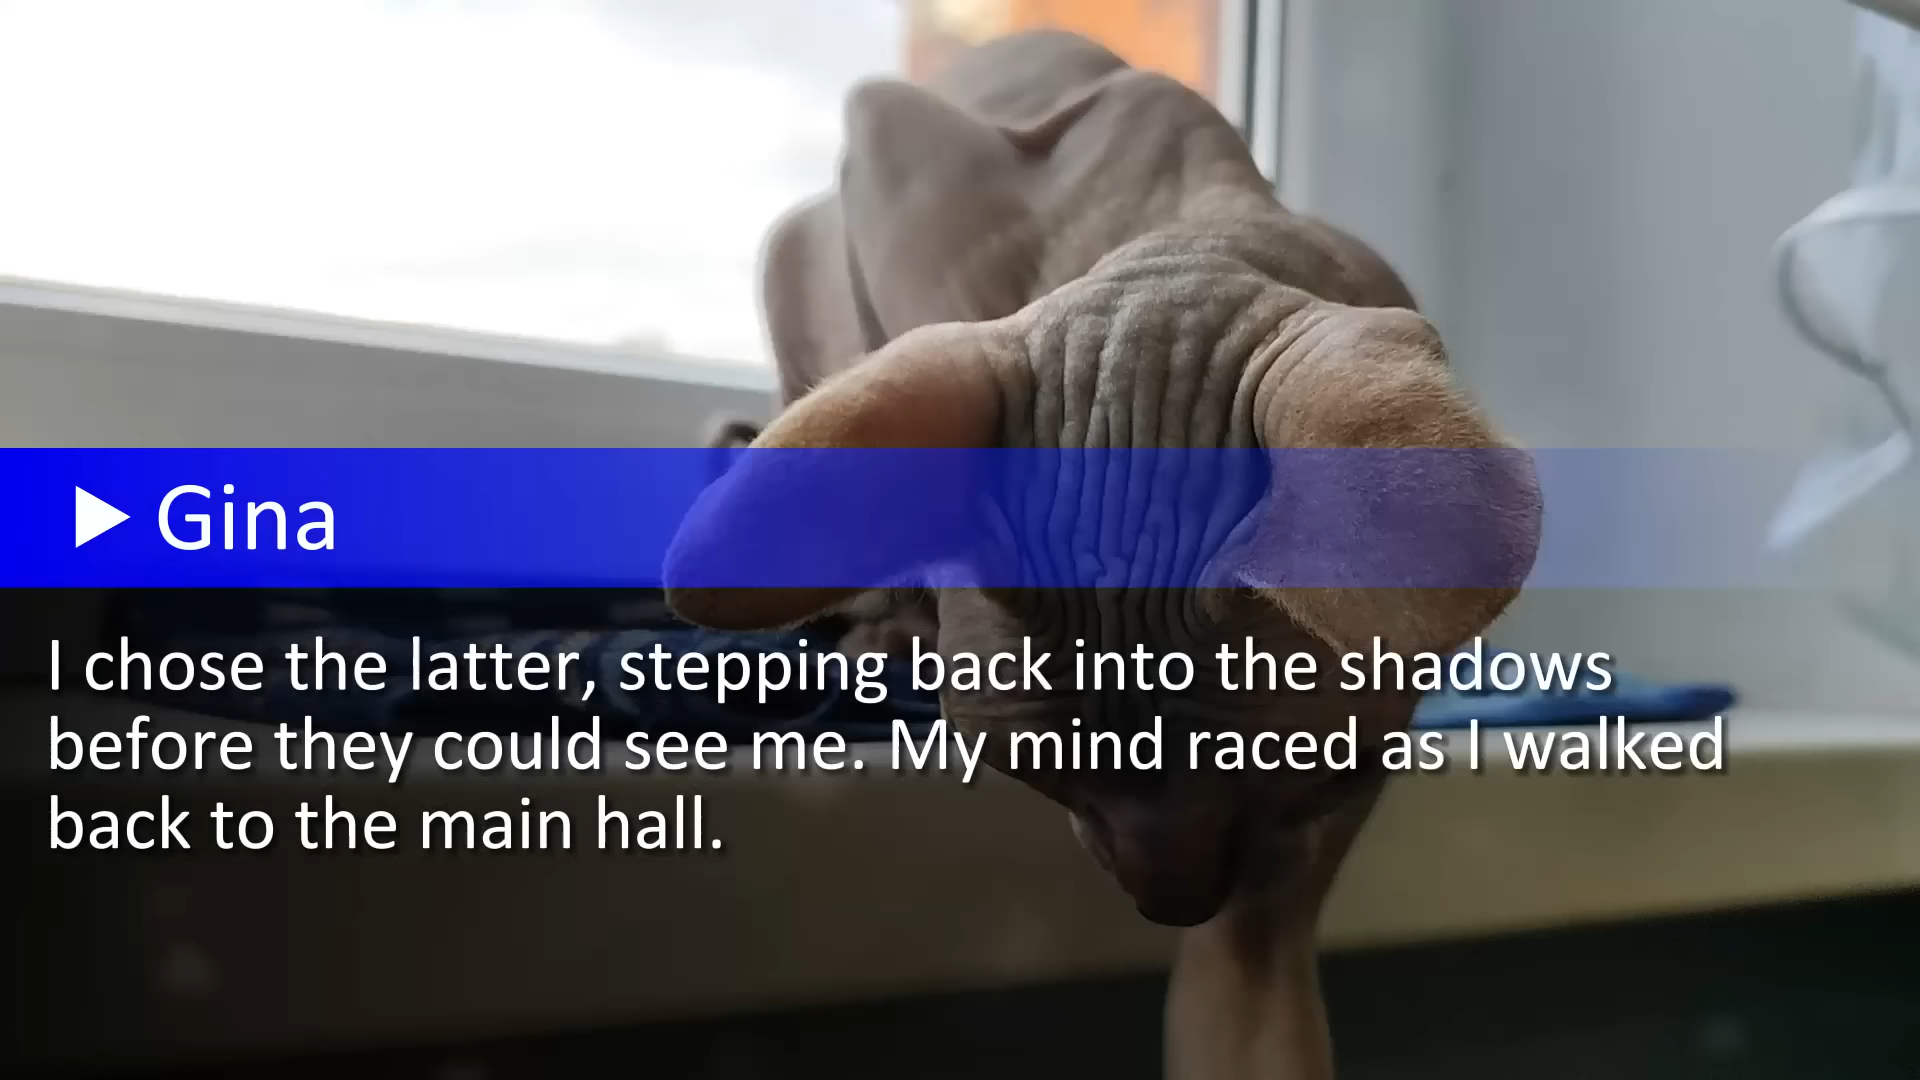 Gina
I chose the latter, stepping back into the shadows
before they could see me. My mind raced as I walked
back to the main hall.